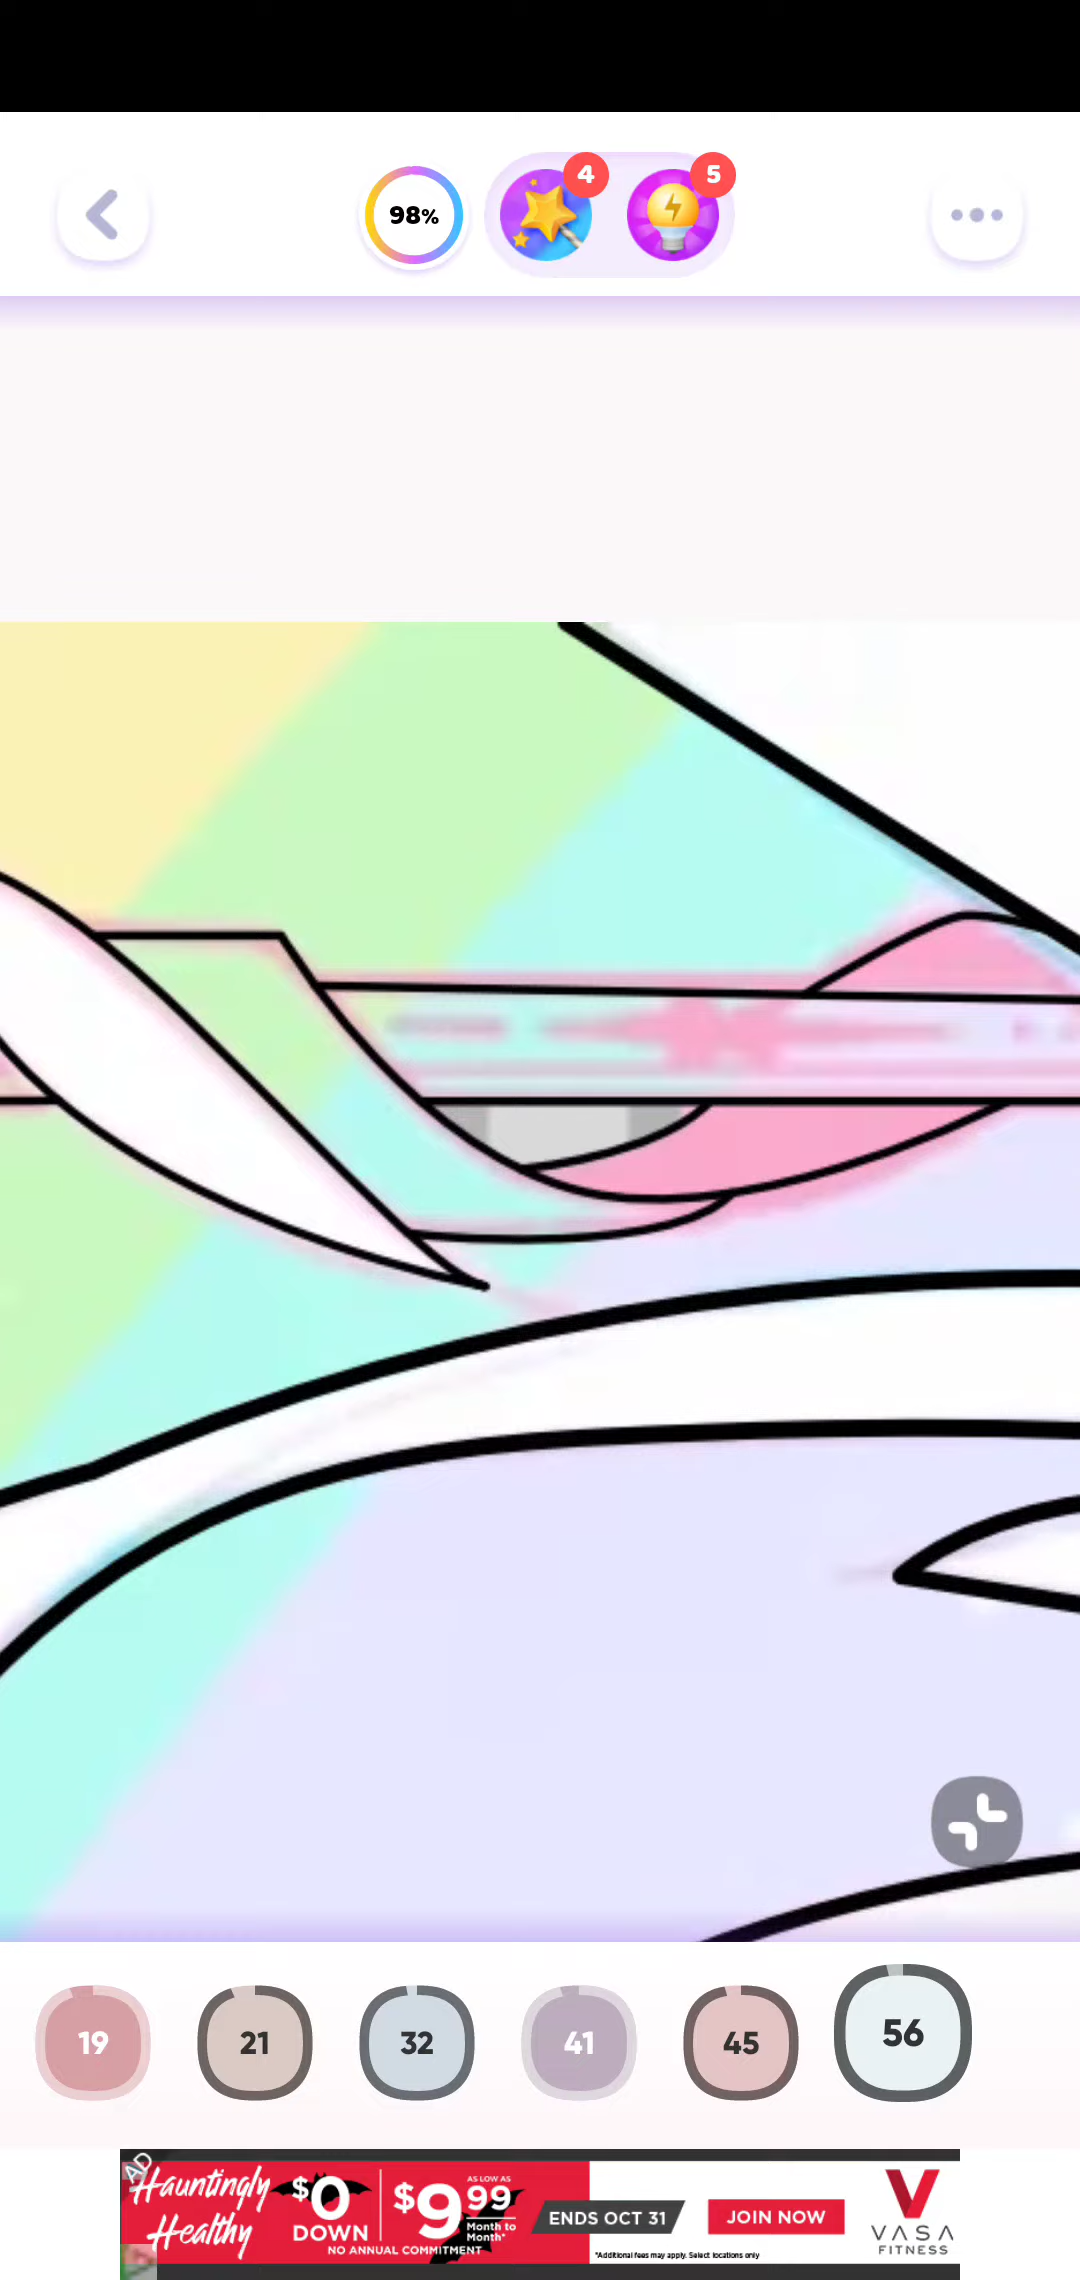 98%
4
5
19
21
32
41
45
56
AD
Hauntingly
Healthy
$0
DOWN
AS LOW AS
$9.99
Month to
Month*
NO ANNUAL COMMITMENT
ENDS OCT 31
JOIN NOW
*Additional fees may apply. Select locations only
VASA
FITNESS